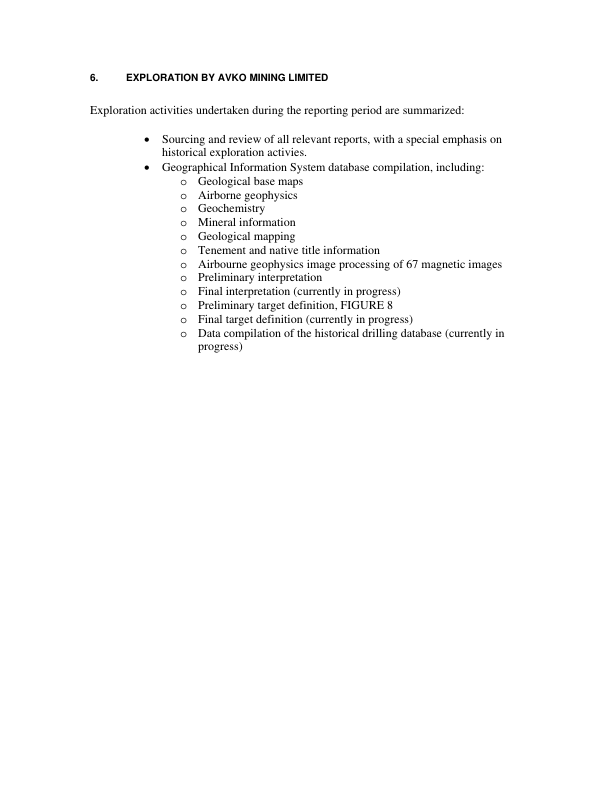 6. EXPLORATION BY AVKO MINING LIMITED
Exploration activities undertaken during the reporting period are summarized:
• Sourcing and review of all relevant reports, with a special emphasis on
historical exploration activies.
• Geographical Information System database compilation, including:
o Geological base maps
o Airborne geophysics
o Geochemistry
o Mineral information
o Geological mapping
o Tenement and native title information
o Airbourne geophysics image processing of 67 magnetic images
o Preliminary interpretation
o Final interpretation (currently in progress)
o Preliminary target definition, FIGURE 8
o Final target definition (currently in progress)
o Data compilation of the historical drilling database (currently in
progress)